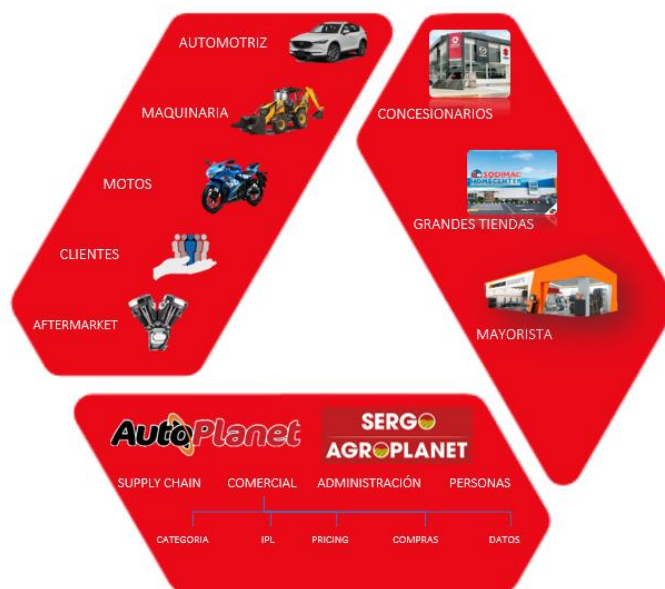 AUTOMOTRIZ
MAQUINARIA
MOTOS
CLIENTES
AFTERMARKET
CONCESIONARIOS
SODIMAC
HOMECENTER
GRANDES TIENDAS
MAYORISTA
AutoPlanet
SERGO
AGROPLANET
SUPPLY CHAIN COMERCIAL ADMINISTRACIÓN PERSONAS
CATEGORIA IPL PRICING COMPRAS DATOS